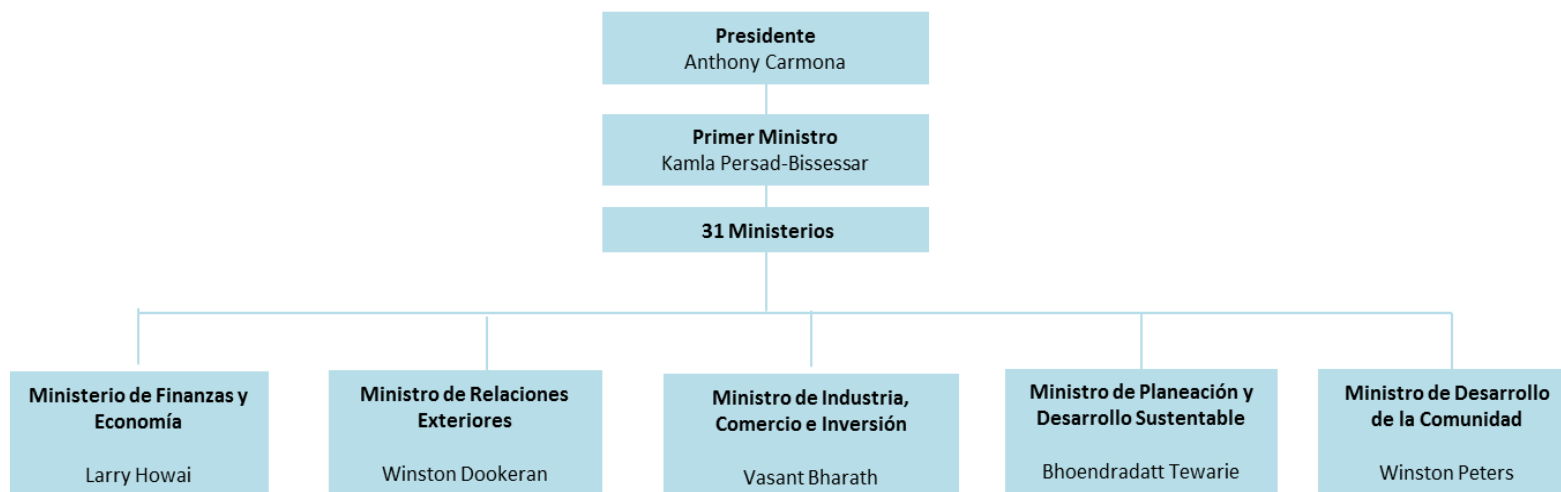 Presidente
Anthony Carmona
Primer Ministro
Kamla Persad-Bissessar
31 Ministerios
Ministerio de Finanzas y
Economía
Larry Howai
Ministro de Relaciones
Exteriores
Winston Dookeran
Ministro de Industria,
Comercio e Inversión
Vasant Bharath
Ministro de Planeación y
Desarrollo Sustentable
Bhoendradatt Tewarie
Ministro de Desarrollo
de la Comunidad
Winston Peters